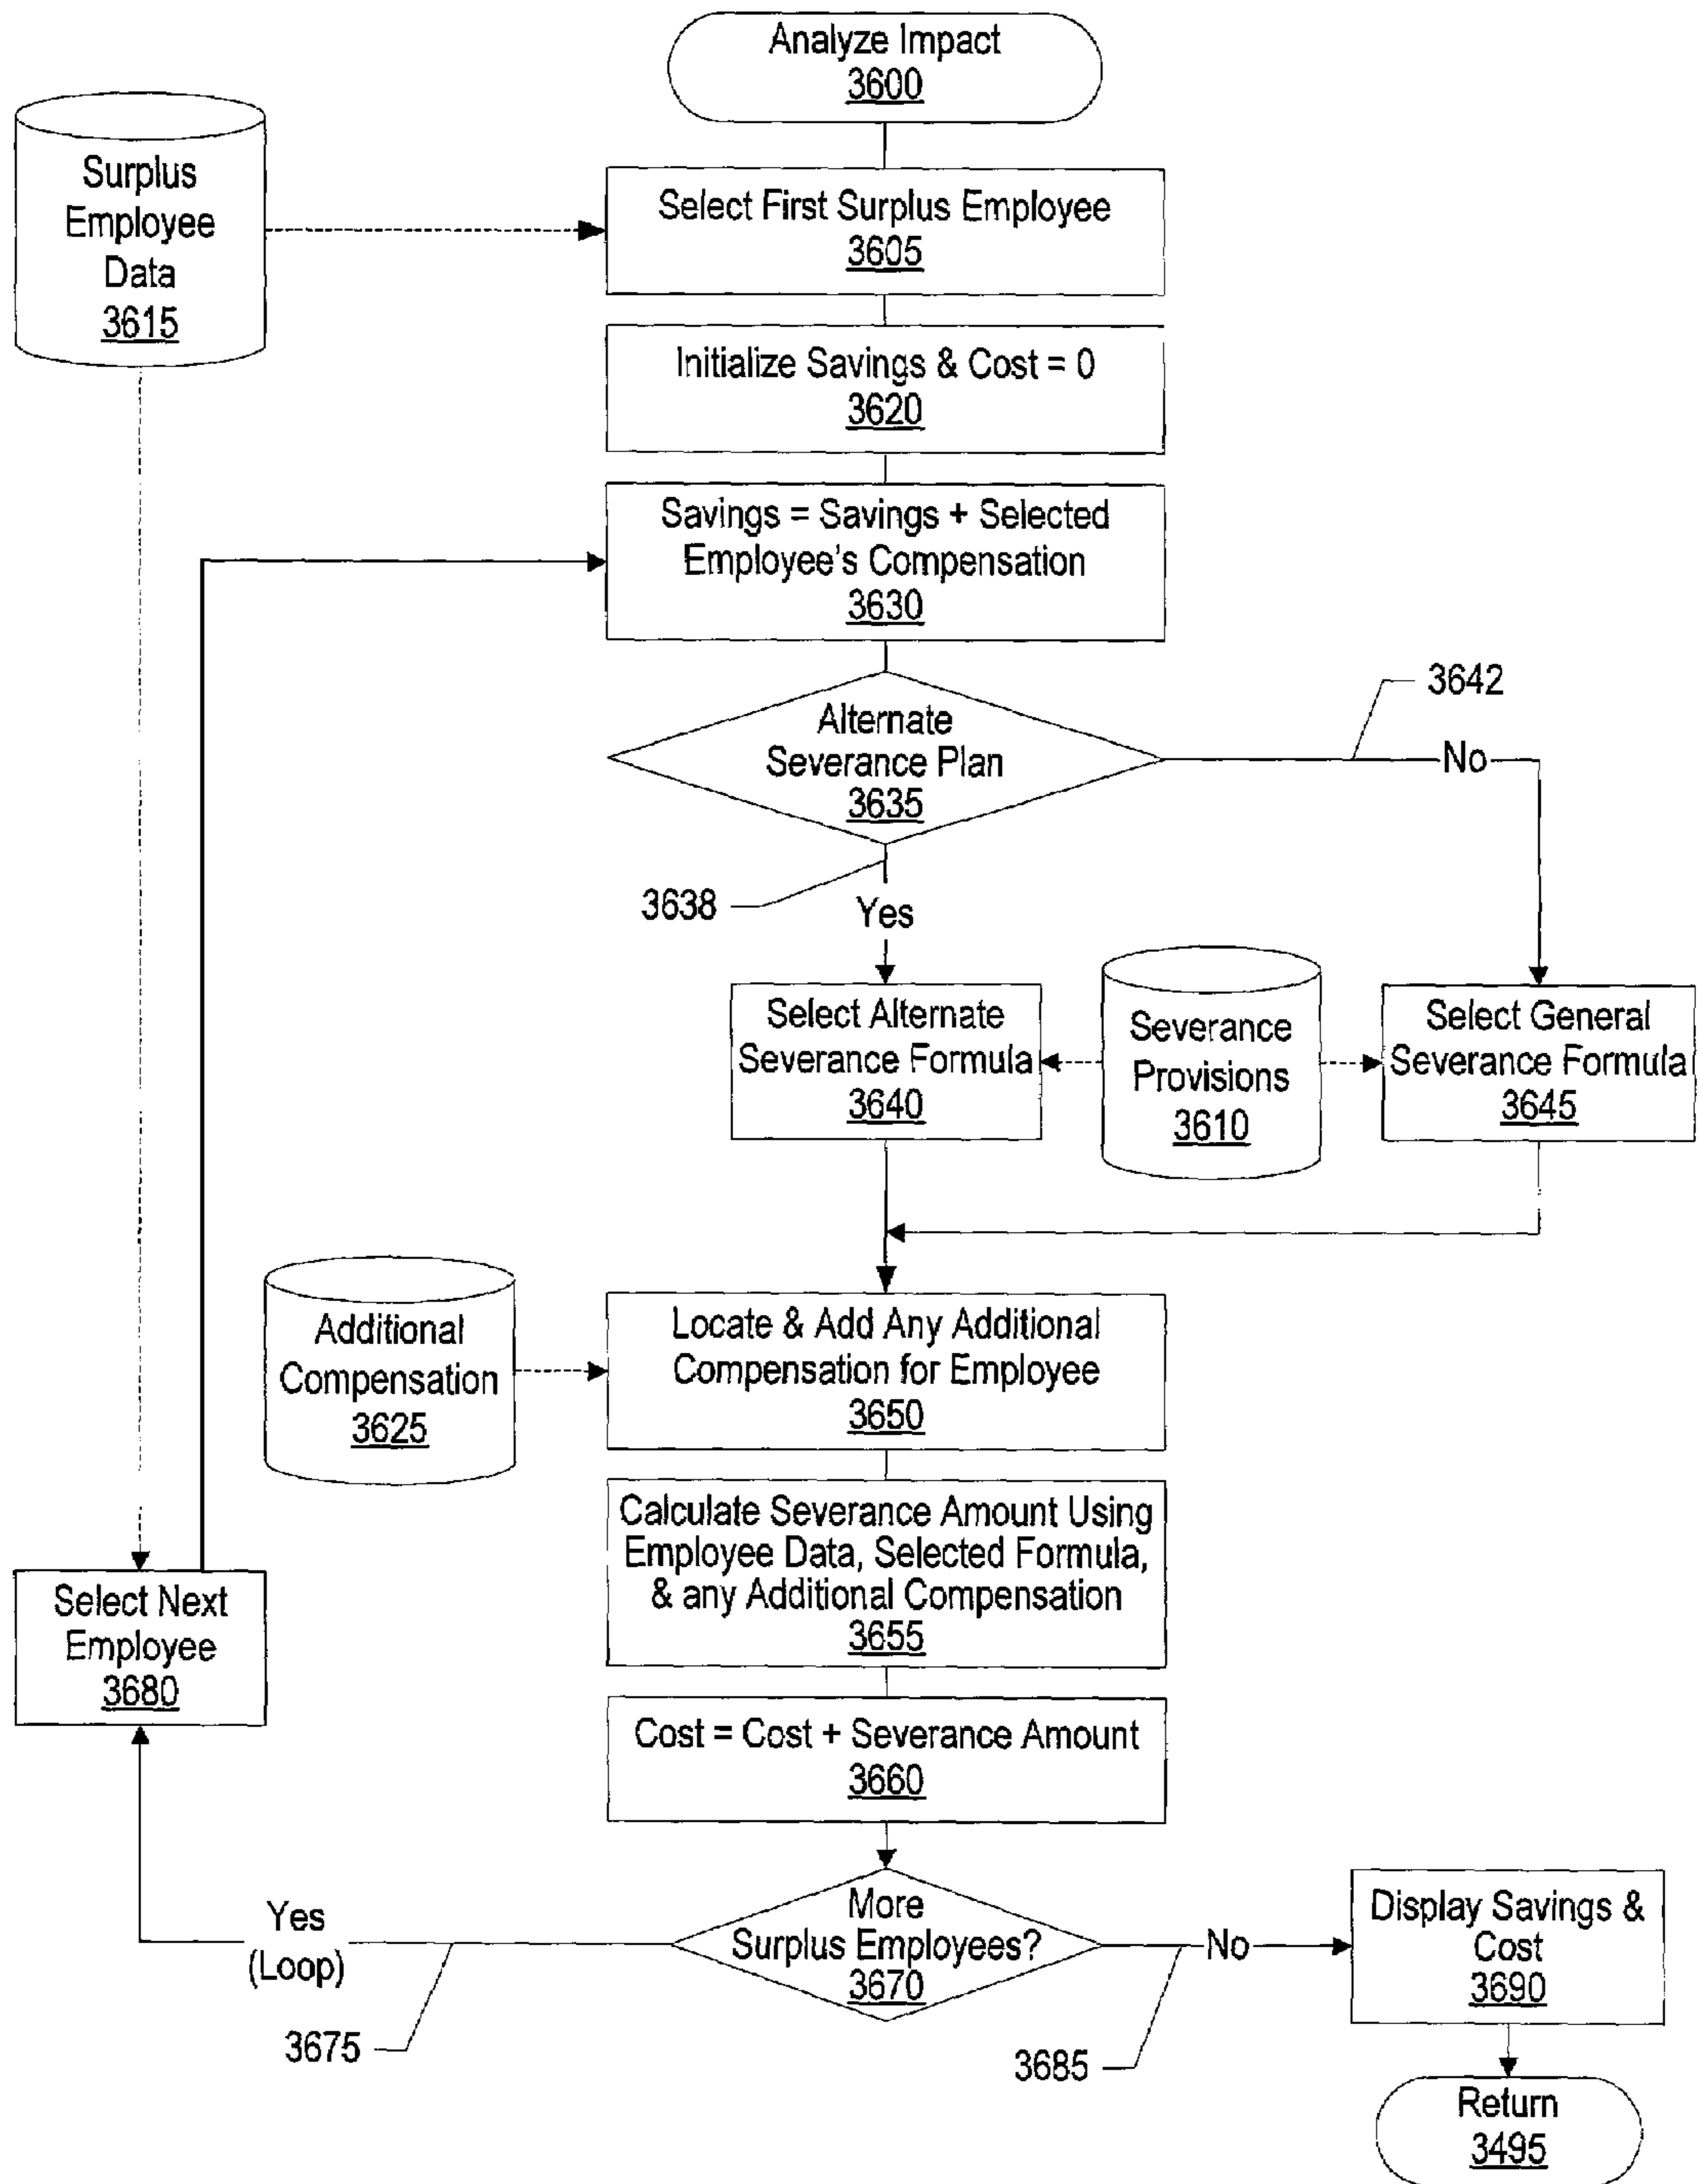 Analyze Impact
3600
Surplus
Employee
Data
3615
Select First Surplus Employee
3605
Initialize Savings & Cost = 0
3620
Savings = Savings + Selected
Employee's Compensation
3630
Alternate
Severance Plan
3635
3642
No
3638
Yes
Select Alternate
Severance Formula
3640
Severance
Provisions
3610
Select General
Severance Formula
3645
Additional
Compensation
3625
Locate & Add Any Additional
Compensation for Employee
3650
Calculate Severance Amount Using
Employee Data, Selected Formula,
& any Additional Compensation
3655
Select Next
Employee
3680
Cost = Cost + Severance Amount
3660
More
Surplus Employees?
3670
Yes
(Loop)
3675
No
3685
Display Savings &
Cost
3690
Return
3495